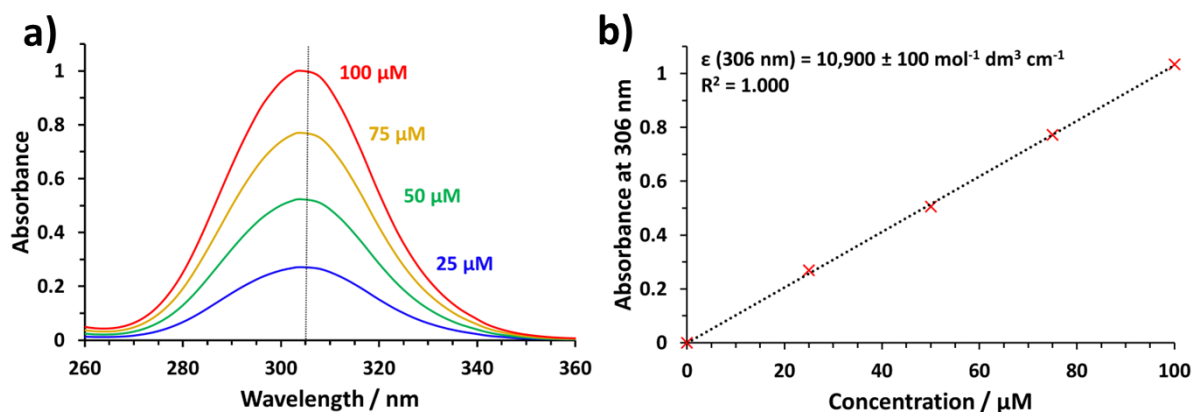 a)
Absorbance
1
0.8
0.6
0.4
0.2
0
100 µM
75 µM
50 µM
25 µM
260 280 300 320 340 360
Wavelength / nm
b)
ε (306 nm) = 10,900 ± 100 mol⁻¹ dm³ cm⁻¹
R² = 1.000
Absorbance at 306 nm
1
0.8
0.6
0.4
0.2
0
0 20 40 60 80 100
Concentration / µM